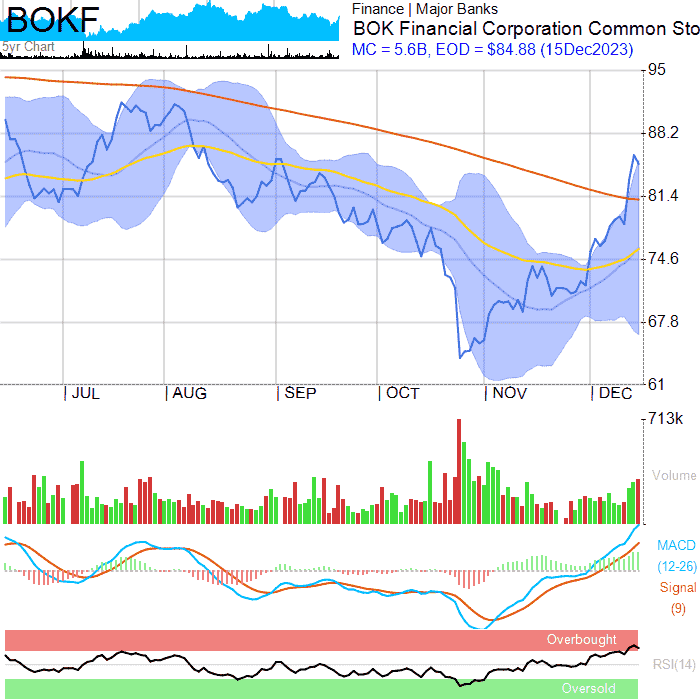 BOKF
5yr Chart
Finance | Major Banks
BOK Financial Corporation Common Sto
MC = 5.6B, EOD = $84.88 (15Dec2023)
95
88.2
81.4
74.6
67.8
61
| JUL | AUG | SEP | OCT | NOV | DEC
713k
Volume
MACD
(12-26)
Signal
(9)
Overbought
RSI(14)
Oversold